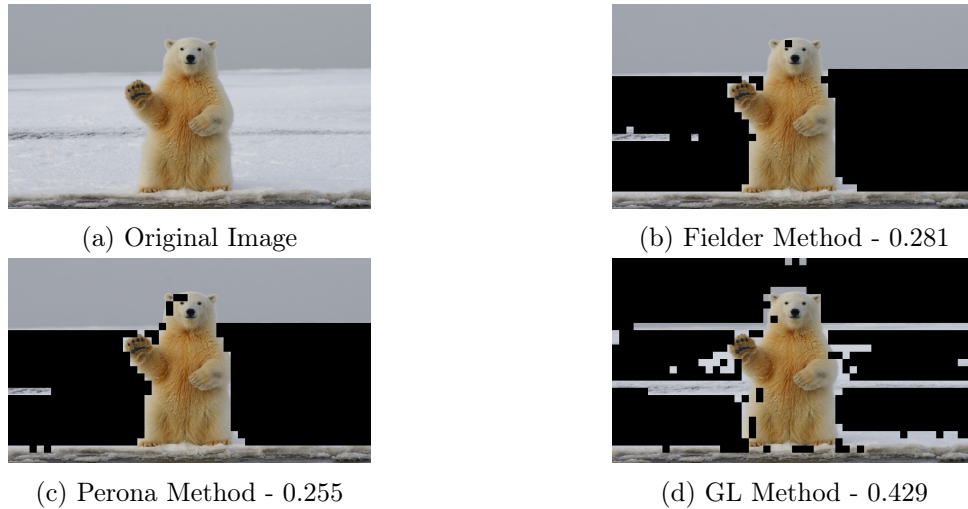 (a) Original Image
(b) Fielder Method - 0.281
(c) Perona Method - 0.255
(d) GL Method - 0.429